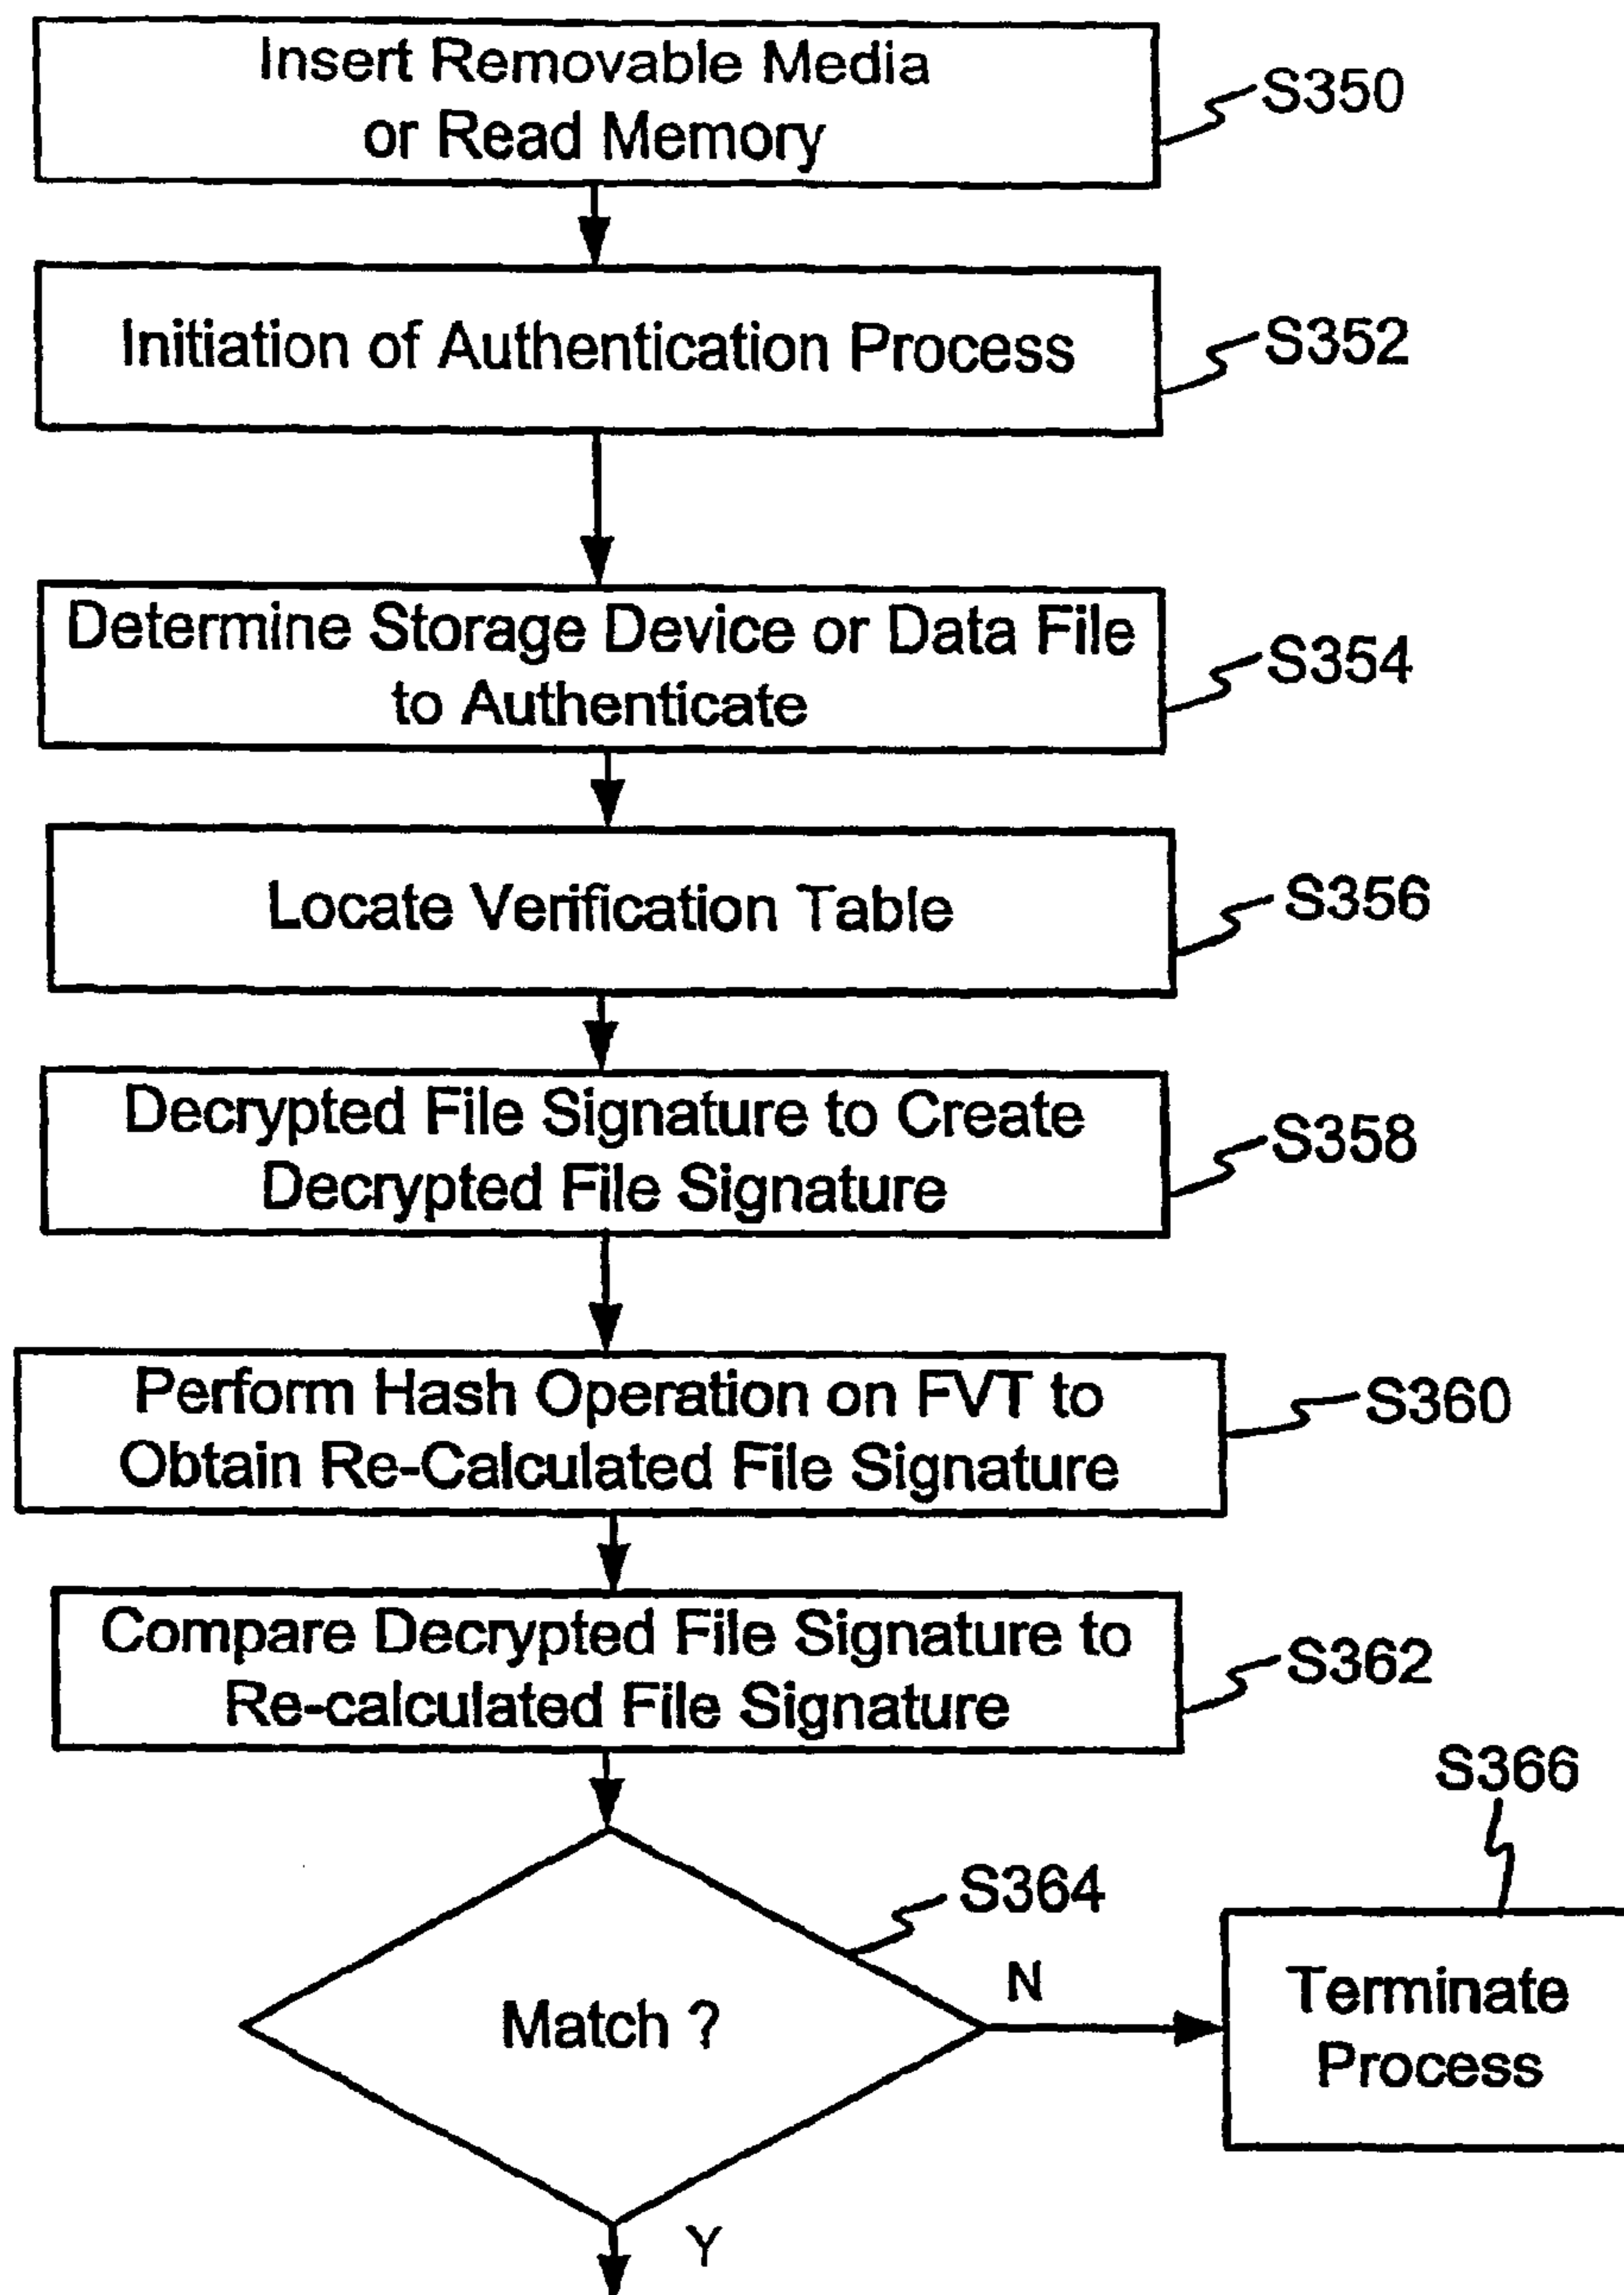 Insert Removable Media
or Read Memory
S350
Initiation of Authentication Process
S352
Determine Storage Device or Data File
to Authenticate
S354
Locate Verification Table
S356
Decrypted File Signature to Create
Decrypted File Signature
S358
Perform Hash Operation on FVT to
Obtain Re-Calculated File Signature
S360
Compare Decrypted File Signature to
Re-calculated File Signature
S362
S366
S364
N
Match ?
Terminate
Process
Y